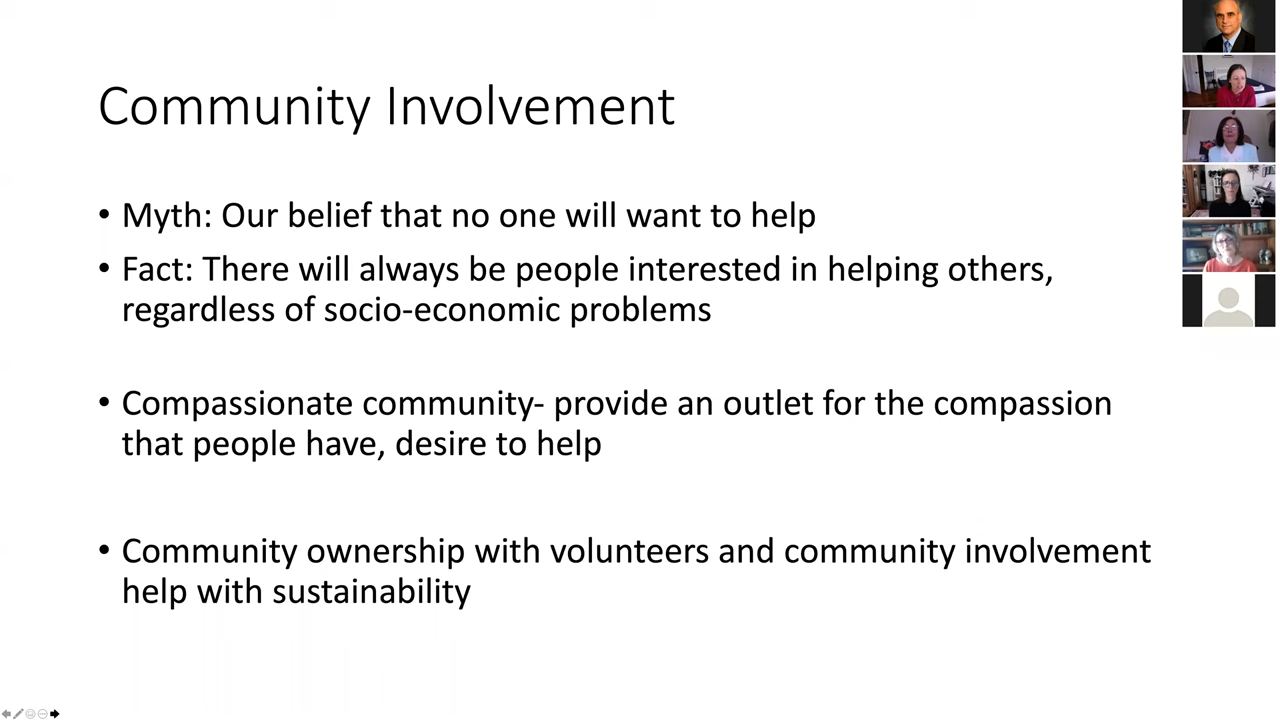 Community Involvement
• Myth: Our belief that no one will want to help
• Fact: There will always be people interested in helping others,
regardless of socio-economic problems
• Compassionate community- provide an outlet for the compassion
that people have, desire to help
• Community ownership with volunteers and community involvement
help with sustainability